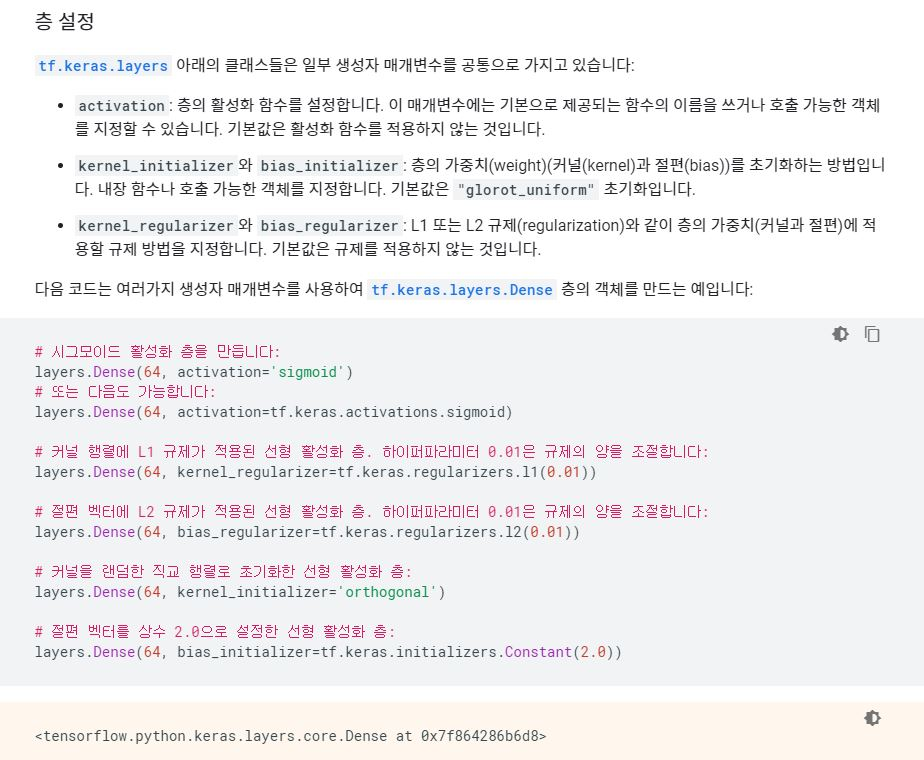 층 설정
tf.keras.layers 아래의 클래스들은 일부 생성자 매개변수를 공통으로 가지고 있습니다:
activation : 층의 활성화 함수를 설정합니다. 이 매개변수에는 기본으로 제공되는 함수의 이름을 쓰거나 호출 가능한 객체
를 지정할 수 있습니다. 기본값은 활성화 함수를 적용하지 않는 것입니다.
kernel_initializer 와 bias_initializer : 층의 가중치(weight)(커널(kernel)과 절편(bias))를 초기화하는 방법입니
다. 내장 함수나 호출 가능한 객체를 지정합니다. 기본값은 "glorot_uniform" 초기화입니다.
kernel_regularizer 와 bias_regularizer : L1 또는 L2 규제(regularization)와 같이 층의 가중치(커널과 절편)에 적
용할 규제 방법을 지정합니다. 기본값은 규제를 적용하지 않는 것입니다.
다음 코드는 여러가지 생성자 매개변수를 사용하여 tf.keras.layers.Dense 층의 객체를 만드는 예입니다:
# 시그모이드 활성화 층을 만듭니다:
layers.Dense(64, activation='sigmoid')
# 또는 다음도 가능합니다:
layers.Dense(64, activation=tf.keras.activations.sigmoid)
# 커널 행렬에 L1 규제가 적용된 선형 활성화 층. 하이퍼파라미터 0.01은 규제의 양을 조절합니다:
layers.Dense(64, kernel_regularizer=tf.keras.regularizers.l1(0.01))
# 절편 벡터에 L2 규제가 적용된 선형 활성화 층. 하이퍼파라미터 0.01은 규제의 양을 조절합니다:
layers.Dense(64, bias_regularizer=tf.keras.regularizers.l2(0.01))
# 커널을 랜덤한 직교 행렬로 초기화한 선형 활성화 층:
layers.Dense(64, kernel_initializer='orthogonal')
# 절편 벡터를 상수 2.0으로 설정한 선형 활성화 층:
layers.Dense(64, bias_initializer=tf.keras.initializers.Constant(2.0))
<tensorflow.python.keras.layers.core.Dense at 0x7f864286b6d8>